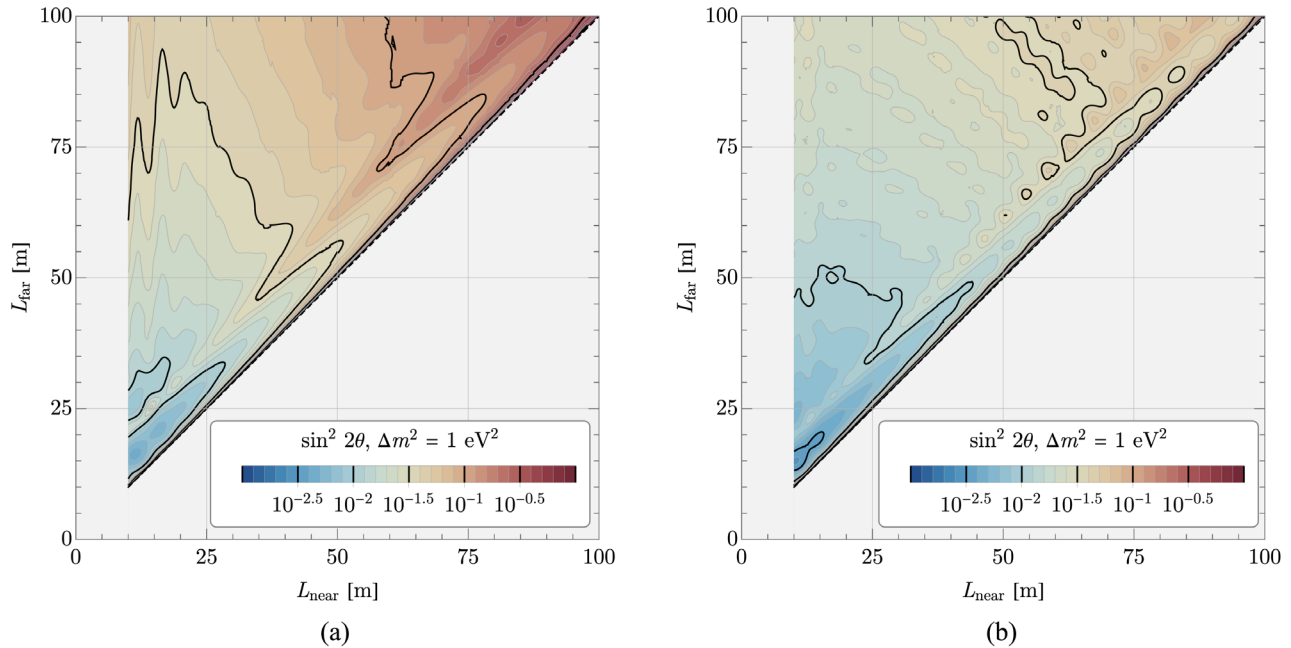 100
75
50
25
0
L_far [m]
sin² 2θ, Δm² = 1 eV²
10^−2.5 10^−2 10^−1.5 10^−1 10^−0.5
0 25 50 75 100
L_near [m]
(a)
100
75
50
25
0
L_far [m]
sin² 2θ, Δm² = 1 eV²
10^−2.5 10^−2 10^−1.5 10^−1 10^−0.5
0 25 50 75 100
L_near [m]
(b)